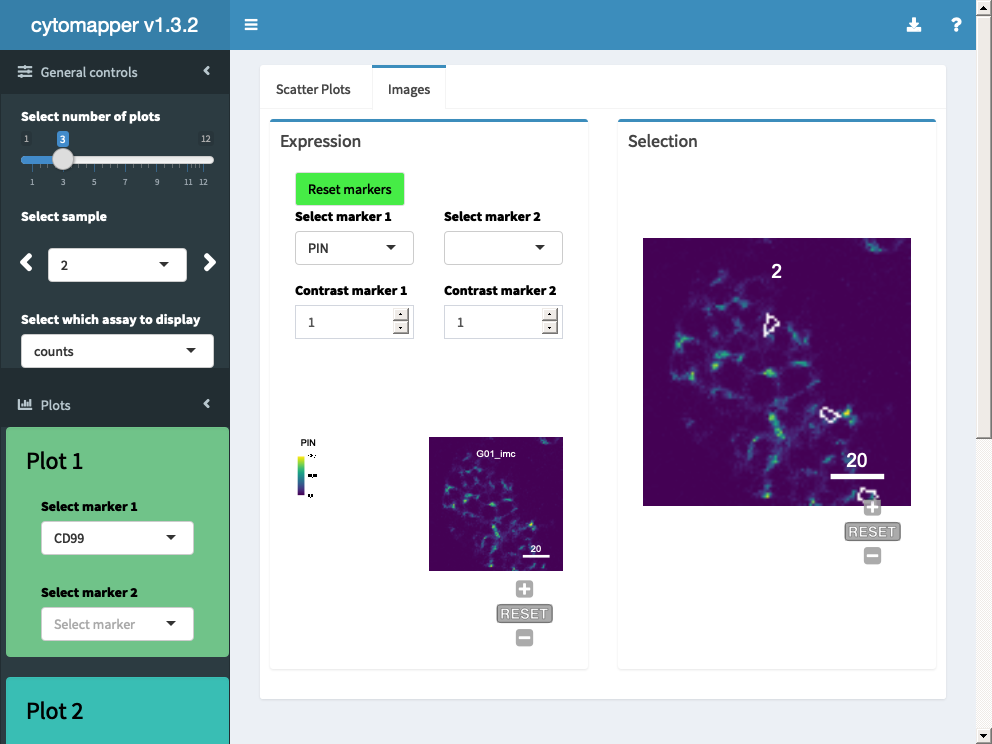 cytomapper v1.3.2
General controls
Select number of plots
1 3 12
1 3 5 7 9 11 12
Select sample
2
Select which assay to display
counts
Plots
Plot 1
Select marker 1
CD99
Select marker 2
Select marker
Plot 2
Scatter Plots Images
Expression
Reset markers
Select marker 1 Select marker 2
PIN
Contrast marker 1 Contrast marker 2
1 1
PIN
G01_imc
20
RESET
Selection
2
20
RESET